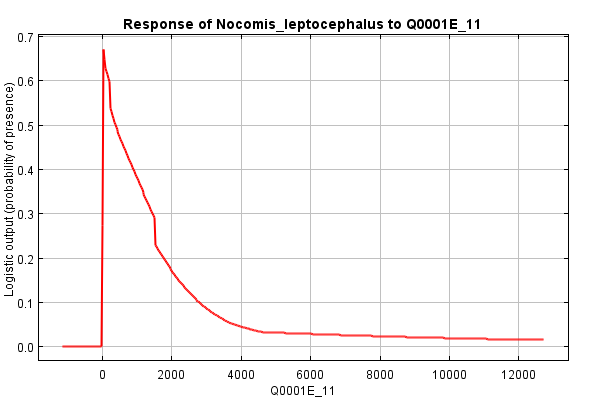 Response of Nocomis_leptocephalus to Q0001E_11
Logistic output (probability of presence)
0.7
0.6
0.5
0.4
0.3
0.2
0.1
0.0
0 2000 4000 6000 8000 10000 12000
Q0001E_11